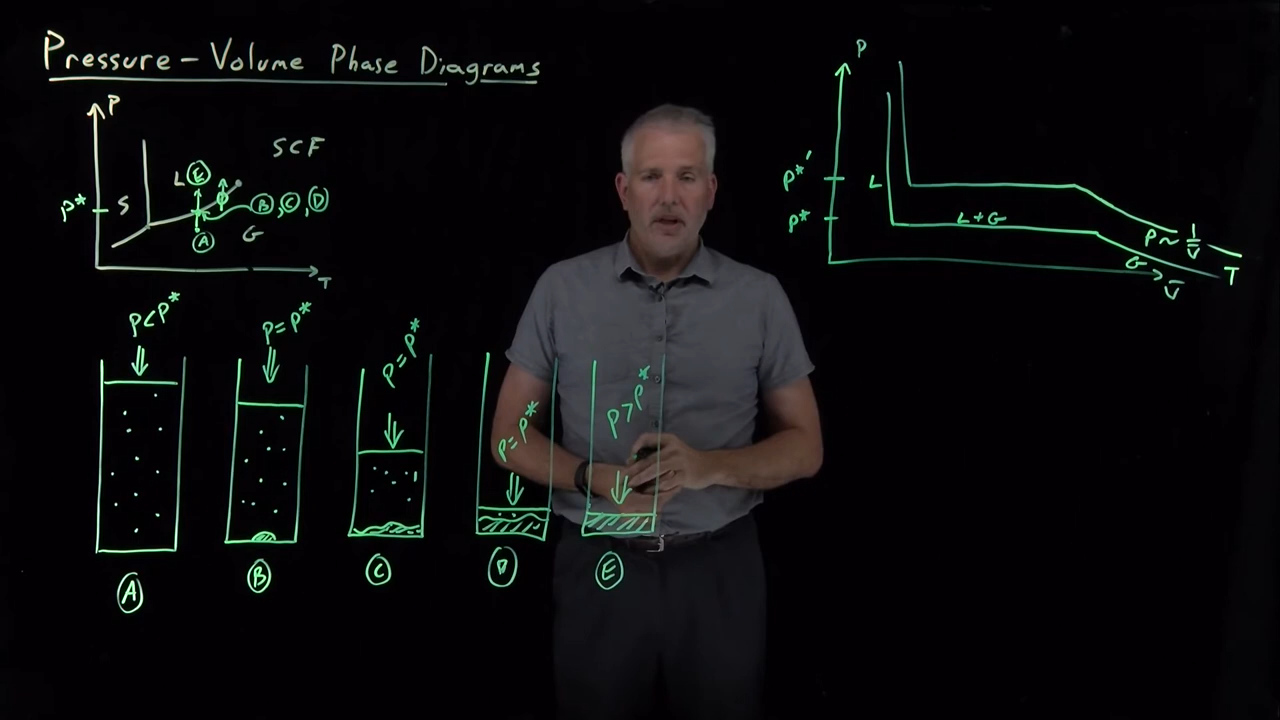 Pressure – Volume Phase Diagrams
P
SCF
L E
P* S B, C, D
A G
T
P<P*
P=P*
P=P*
P=P*
P>P*
A
B
C
D
E
P
P*'
L
P*
L+G
P~ 1/V̄
G
V̄
T